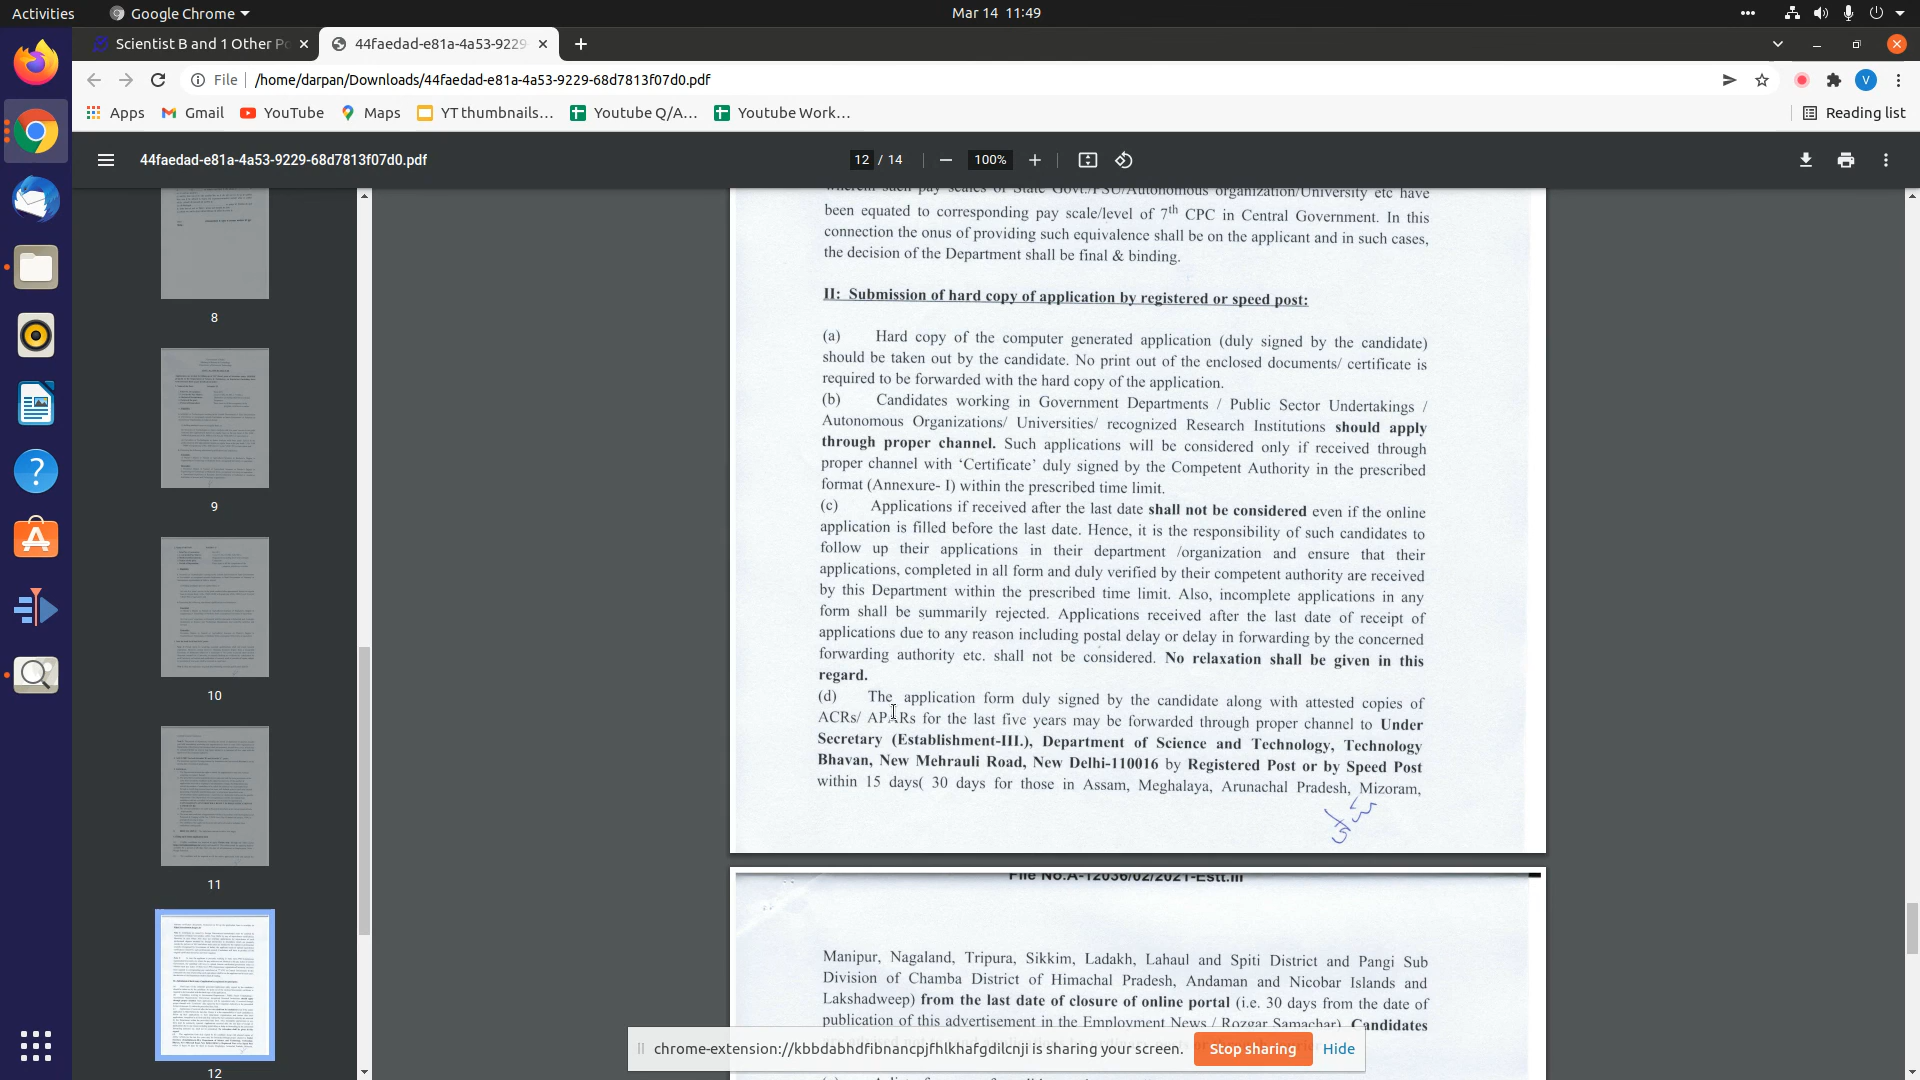 Activities
Google Chrome
Mar 14 11:49
Scientist B and 1 Other Po
44faedad-e81a-4a53-9229
File
/home/darpan/Downloads/44faedad-e81a-4a53-9229-68d7813f07d0.pdf
V
Apps
Gmail
YouTube
Maps
YT thumbnails…
Youtube Q/A…
Youtube Work…
Reading list
44faedad-e81a-4a53-9229-68d7813f07d0.pdf
12 / 14
100%
8
9
10
11
12
wherein such pay scales of State Govt./PSU/Autonomous organization/University etc have
been equated to corresponding pay scale/level of 7th CPC in Central Government. In this
connection the onus of providing such equivalence shall be on the applicant and in such cases,
the decision of the Department shall be final & binding.
II: Submission of hard copy of application by registered or speed post:
(a) Hard copy of the computer generated application (duly signed by the candidate)
should be taken out by the candidate. No print out of the enclosed documents/ certificate is
required to be forwarded with the hard copy of the application.
(b) Candidates working in Government Departments / Public Sector Undertakings /
Autonomous Organizations/ Universities/ recognized Research Institutions should apply
through proper channel. Such applications will be considered only if received through
proper channel with ‘Certificate’ duly signed by the Competent Authority in the prescribed
format (Annexure- I) within the prescribed time limit.
(c) Applications if received after the last date shall not be considered even if the online
application is filled before the last date. Hence, it is the responsibility of such candidates to
follow up their applications in their department /organization and ensure that their
applications, completed in all form and duly verified by their competent authority are received
by this Department within the prescribed time limit. Also, incomplete applications in any
form shall be summarily rejected. Applications received after the last date of receipt of
applications due to any reason including postal delay or delay in forwarding by the concerned
forwarding authority etc. shall not be considered. No relaxation shall be given in this
regard.
(d) The application form duly signed by the candidate along with attested copies of
ACRs/ APARs for the last five years may be forwarded through proper channel to Under
Secretary (Establishment-III.), Department of Science and Technology, Technology
Bhavan, New Mehrauli Road, New Delhi-110016 by Registered Post or by Speed Post
within 15 days( 30 days for those in Assam, Meghalaya, Arunachal Pradesh, Mizoram,
File No.A-12036/02/2021-Estt.III
Manipur, Nagaland, Tripura, Sikkim, Ladakh, Lahaul and Spiti District and Pangi Sub
Division of Chamba District of Himachal Pradesh, Andaman and Nicobar Islands and
Lakshadweep) from the last date of closure of online portal (i.e. 30 days from the date of
publication of this advertisement in the Employment News / Rozgar Samachar). Candidates
chrome-extension://kbbdabhdfibnancpjfhlkhafgdilcnji is sharing your screen.
Stop sharing
Hide